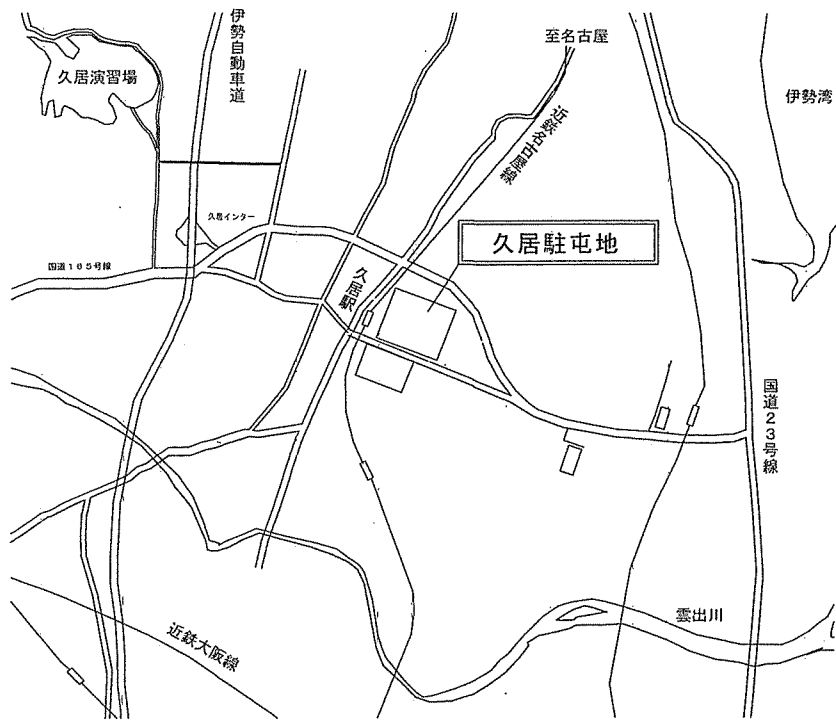 伊勢自動車道
至名古屋
久居演習場
伊勢湾
近鉄名古屋線
久居インター
久居駐屯地
国道165号線
久居駅
国道23号線
雲出川
近鉄大阪線